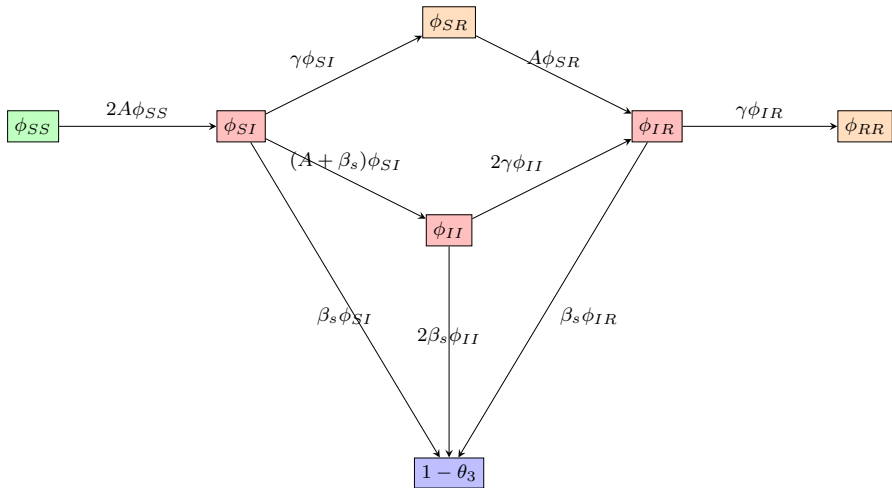 ϕ_SR
γϕ_SI
Aϕ_SR
ϕ_SS
2Aϕ_SS
ϕ_SI
ϕ_IR
γϕ_IR
ϕ_RR
(A + β_s)ϕ_SI
2γϕ_II
ϕ_II
β_sϕ_SI
2β_sϕ_II
β_sϕ_IR
1 − θ_3